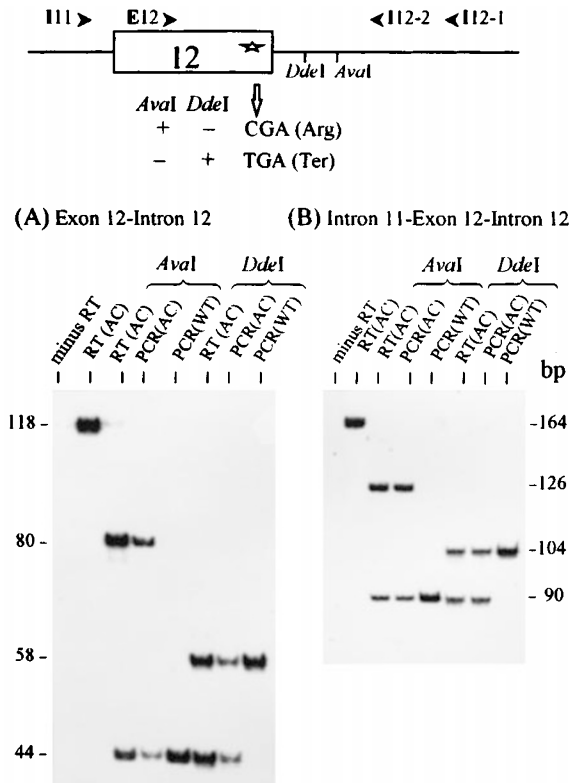 I11 E12 I12-2 I12-1
12
DdeI AvaI
AvaI DdeI
+ − CGA (Arg)
− + TGA (Ter)
(A) Exon 12-Intron 12
AvaI DdeI
minus RT RT (AC) RT (AC) PCR(AC) PCR(WT) RT (AC) PCR(AC) PCR(WT)
118 -
80 -
58 -
44 -
(B) Intron 11-Exon 12-Intron 12
AvaI DdeI
minus RT RT(AC) RT(AC) PCR(AC) PCR(WT) RT(AC) PCR(AC) PCR(WT)
bp
-164
-126
-104
- 90